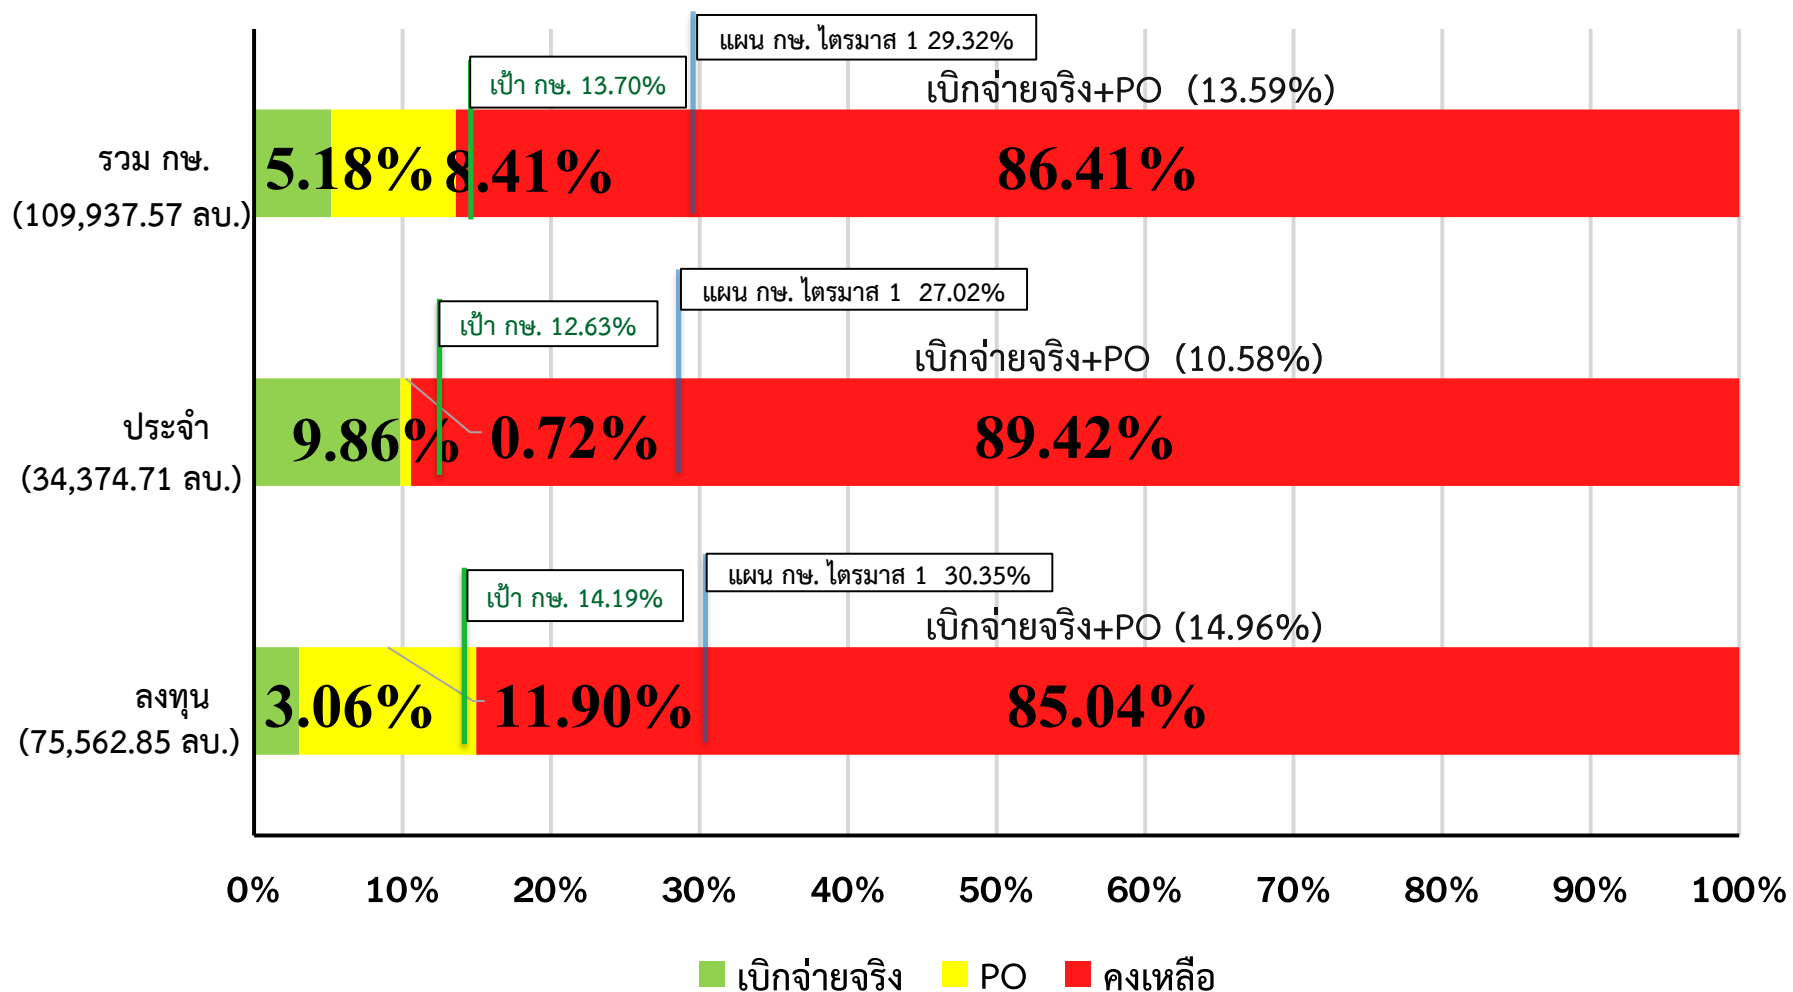 แผน กษ. ไตรมาส 1 29.32%
เป้า กษ. 13.70%
เบิกจ่ายจริง+PO (13.59%)
รวม กษ.
(109,937.57 ลบ.)
5.18% 8.41% 86.41%
แผน กษ. ไตรมาส 1 27.02%
เป้า กษ. 12.63%
เบิกจ่ายจริง+PO (10.58%)
ประจำ
(34,374.71 ลบ.)
9.86% 0.72% 89.42%
แผน กษ. ไตรมาส 1 30.35%
เป้า กษ. 14.19%
เบิกจ่ายจริง+PO (14.96%)
ลงทุน
(75,562.85 ลบ.)
3.06% 11.90% 85.04%
0% 10% 20% 30% 40% 50% 60% 70% 80% 90% 100%
เบิกจ่ายจริง PO คงเหลือ